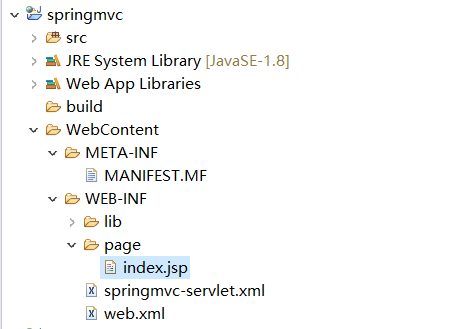 springmvc
src
JRE System Library [JavaSE-1.8]
Web App Libraries
build
WebContent
META-INF
MANIFEST.MF
WEB-INF
lib
page
index.jsp
springmvc-servlet.xml
web.xml